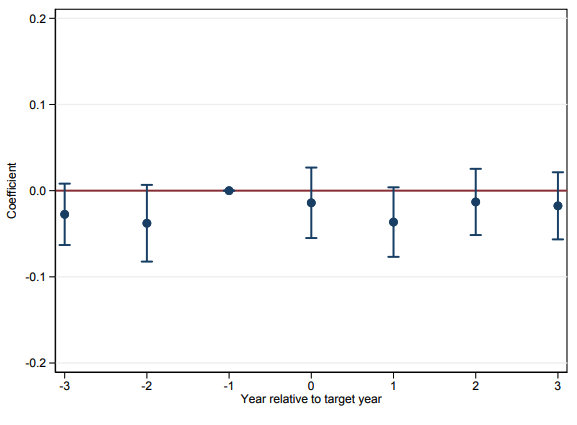 0.2
0.1
0.0
-0.1
-0.2
Coefficient
-3 -2 -1 0 1 2 3
Year relative to target year